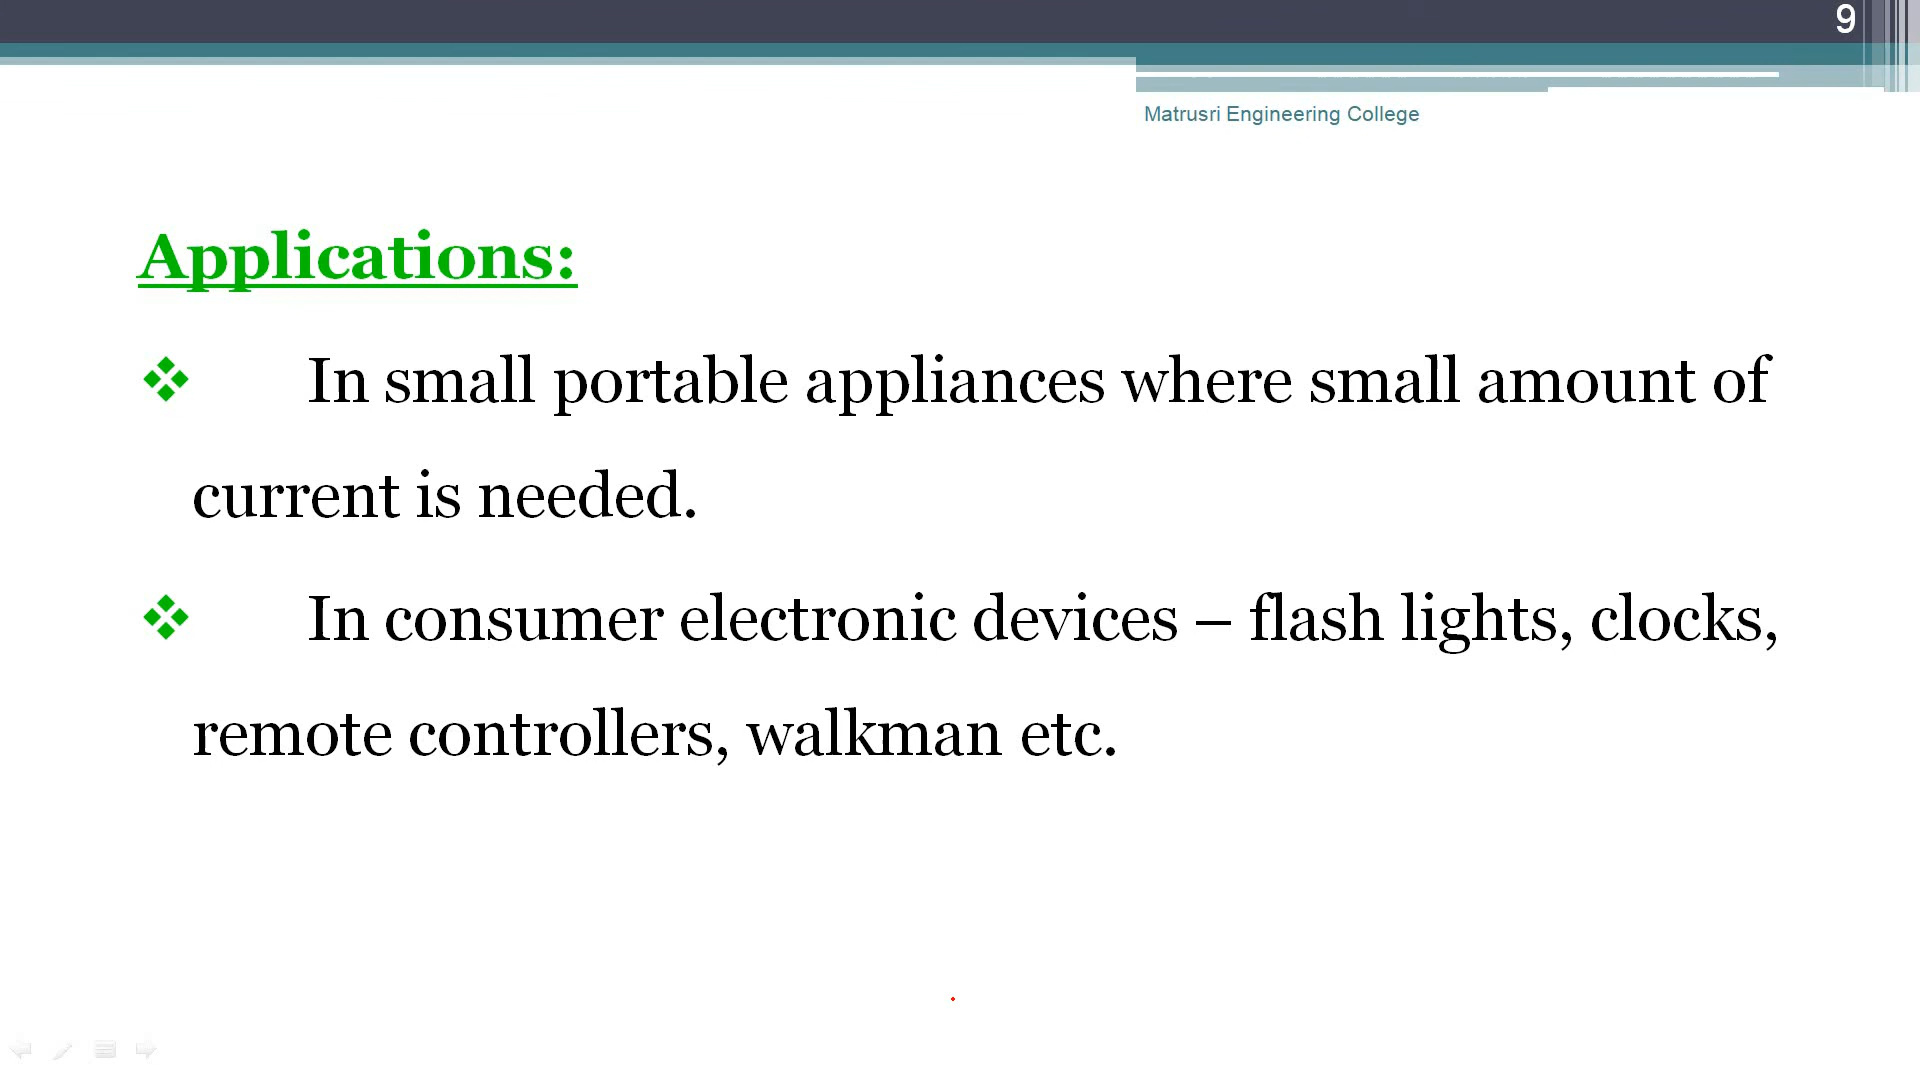 9
Matrusri Engineering College
Applications:
❖ In small portable appliances where small amount of
current is needed.
❖ In consumer electronic devices – flash lights, clocks,
remote controllers, walkman etc.